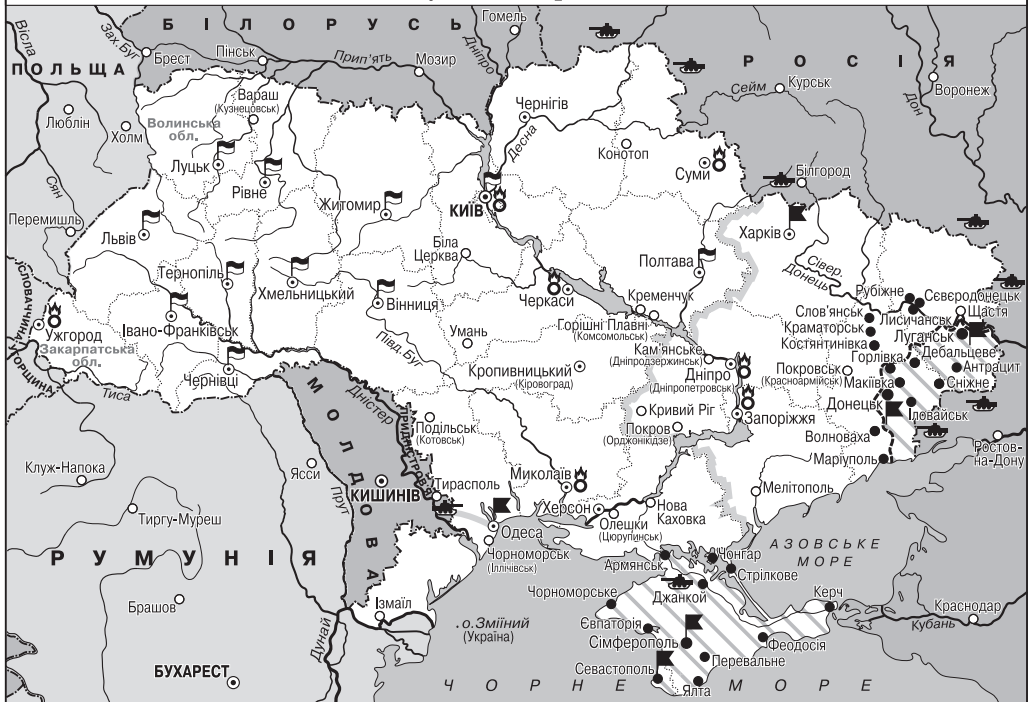 БІЛОРУСЬ
Гомель
Дніпро
Вісла
Зах. Буг
Брест
Пінськ
Прип'ять
Мозир
ПОЛЬЩА
РОСІЯ
Сейм
Курськ
Дон
Воронеж
Люблін
Холм
Вараш
(Кузнецовськ)
Волинська
обл.
Чернігів
Десна
Конотоп
Суми
Луцьк
Рівне
Житомир
КИЇВ
Білгород
Сян
Перемишль
Львів
Тернопіль
Хмельницький
Біла
Церква
Вінниця
Черкаси
Полтава
Харків
Сівер.
Донець
Кременчук
Рубіжне
Сєвєродонецьк
Щастя
Лисичанськ
Луганськ
СЛОВАЧЧИНА
Ужгород
Закарпатська
обл.
УГОРЩИНА
Івано-Франківськ
Чернівці
Умань
Півд. Буг
Горішні Плавні
(Комсомольськ)
Слов'янськ
Краматорськ
Костянтинівка
Дебальцеве
Горлівка
Антрацит
Кам'янське
(Дніпродзержинськ)
Покровськ
(Красноармійськ)
Кропивницький
(Кіровоград)
Дніпро
(Дніпропетровськ)
Макіївка
Сніжне
Тиса
Дністер
МОЛДОВА
ПРИДНІСТРОВ'Я
Подільськ
(Котовськ)
Кривий Ріг
Запоріжжя
Донецьк
Іловайськ
Покров
(Орджонікідзе)
Волноваха
Ростов-
на-Дону
Маріуполь
Клуж-Напока
Ясси
Прут
КИШИНІВ
Тирасполь
Миколаїв
Херсон
Нова
Каховка
Мелітополь
Тиргу-Муреш
Одеса
Олешки
(Цюрупинськ)
РУМУНІЯ
Чорноморськ
(Іллічівськ)
Армянськ
Чонгар
Стрілкове
АЗОВСЬКЕ
МОРЕ
Чорноморське
Джанкой
Керч
Брашов
Ізмаїл
о.Зміїний
(Україна)
Євпаторія
Сімферополь
Феодосія
Краснодар
Кубань
Дунай
БУХАРЕСТ
Севастополь
Перевальне
Ялта
ЧОРНЕ МОРЕ